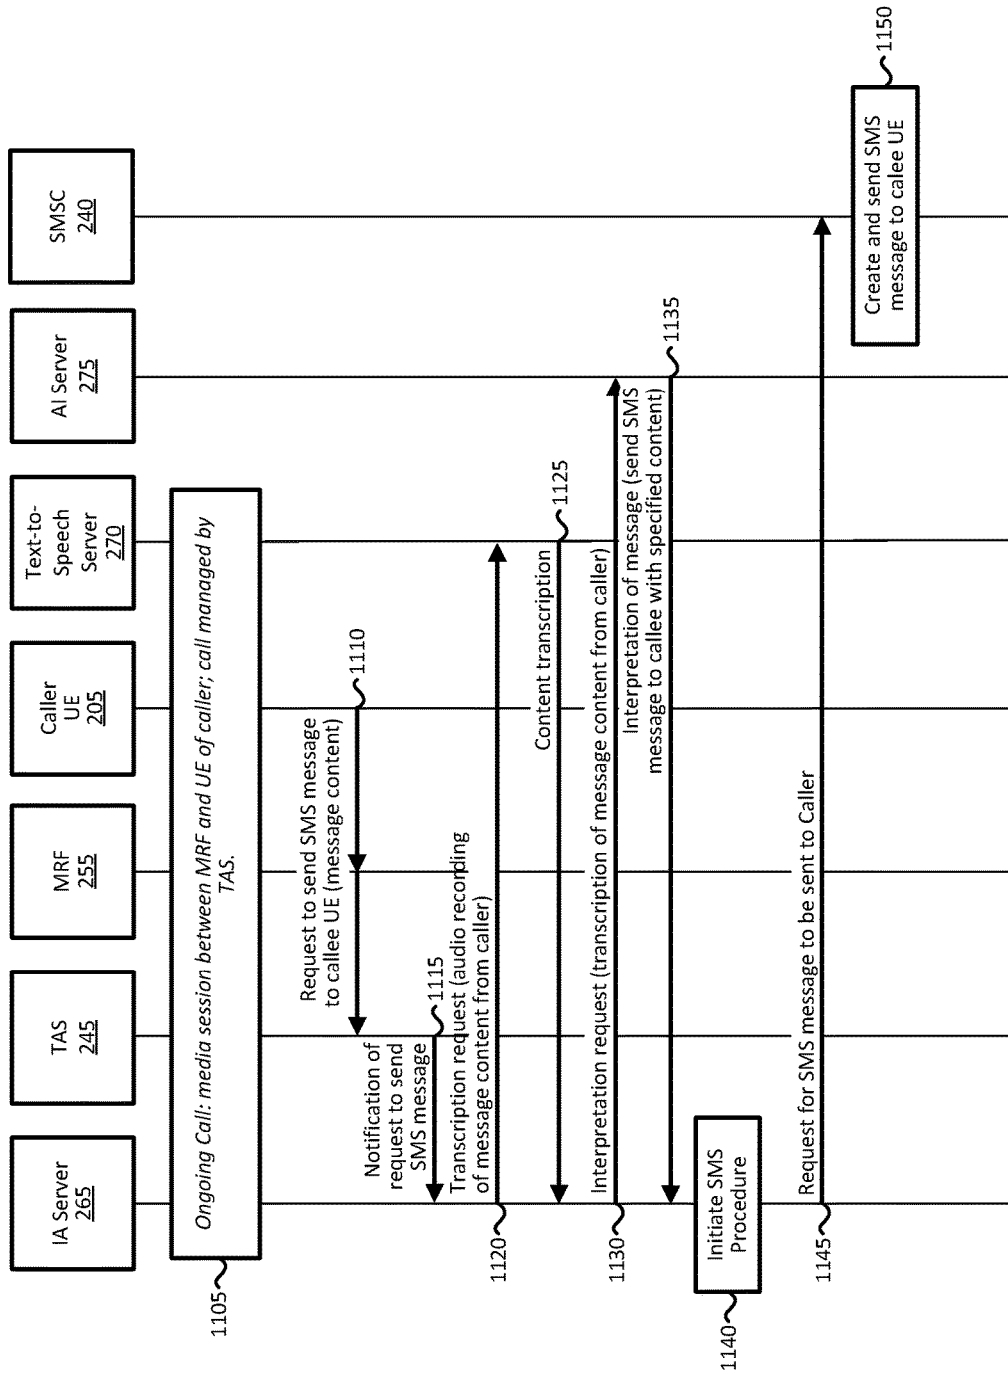 IA Server
265
TAS
245
MRF
255
Caller
UE
205
Text-to-
Speech
Server
270
AI Server
275
SMSC
240
1105
Ongoing Call: media session between MRF and UE of caller; call managed by
TAS.
Request to send SMS message
to callee UE (message content)
1110
Notification of
request to send
SMS message
1115
Transcription request (audio recording
of message content from caller)
1120
Content transcription
1125
Interpretation request (transcription of message content from caller)
1130
Interpretation of message (send SMS
message to callee with specified content)
1135
Initiate SMS
Procedure
1140
Request for SMS message to be sent to Caller
1145
Create and send SMS
message to calee UE
1150